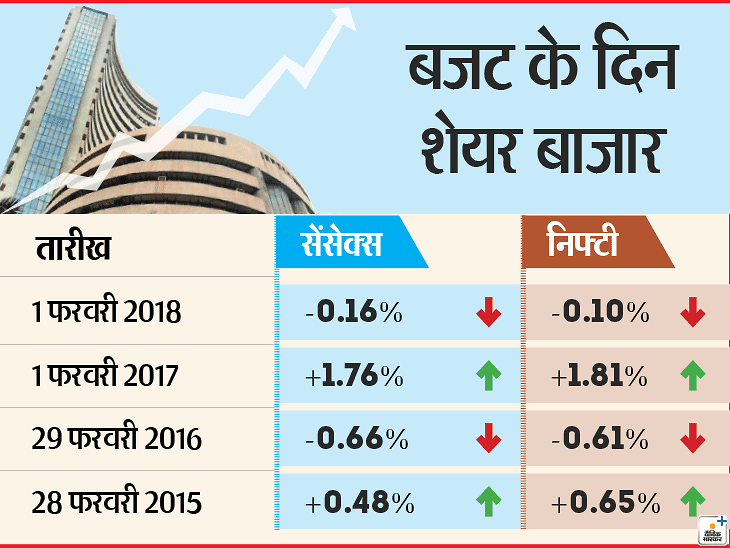 बजट के दिन
शेयर बाजार
तारीख सेंसेक्स निफ्टी
1 फरवरी 2018 -0.16% -0.10%
1 फरवरी 2017 +1.76% +1.81%
29 फरवरी 2016 -0.66% -0.61%
28 फरवरी 2015 +0.48% +0.65%
दैनिक भास्कर